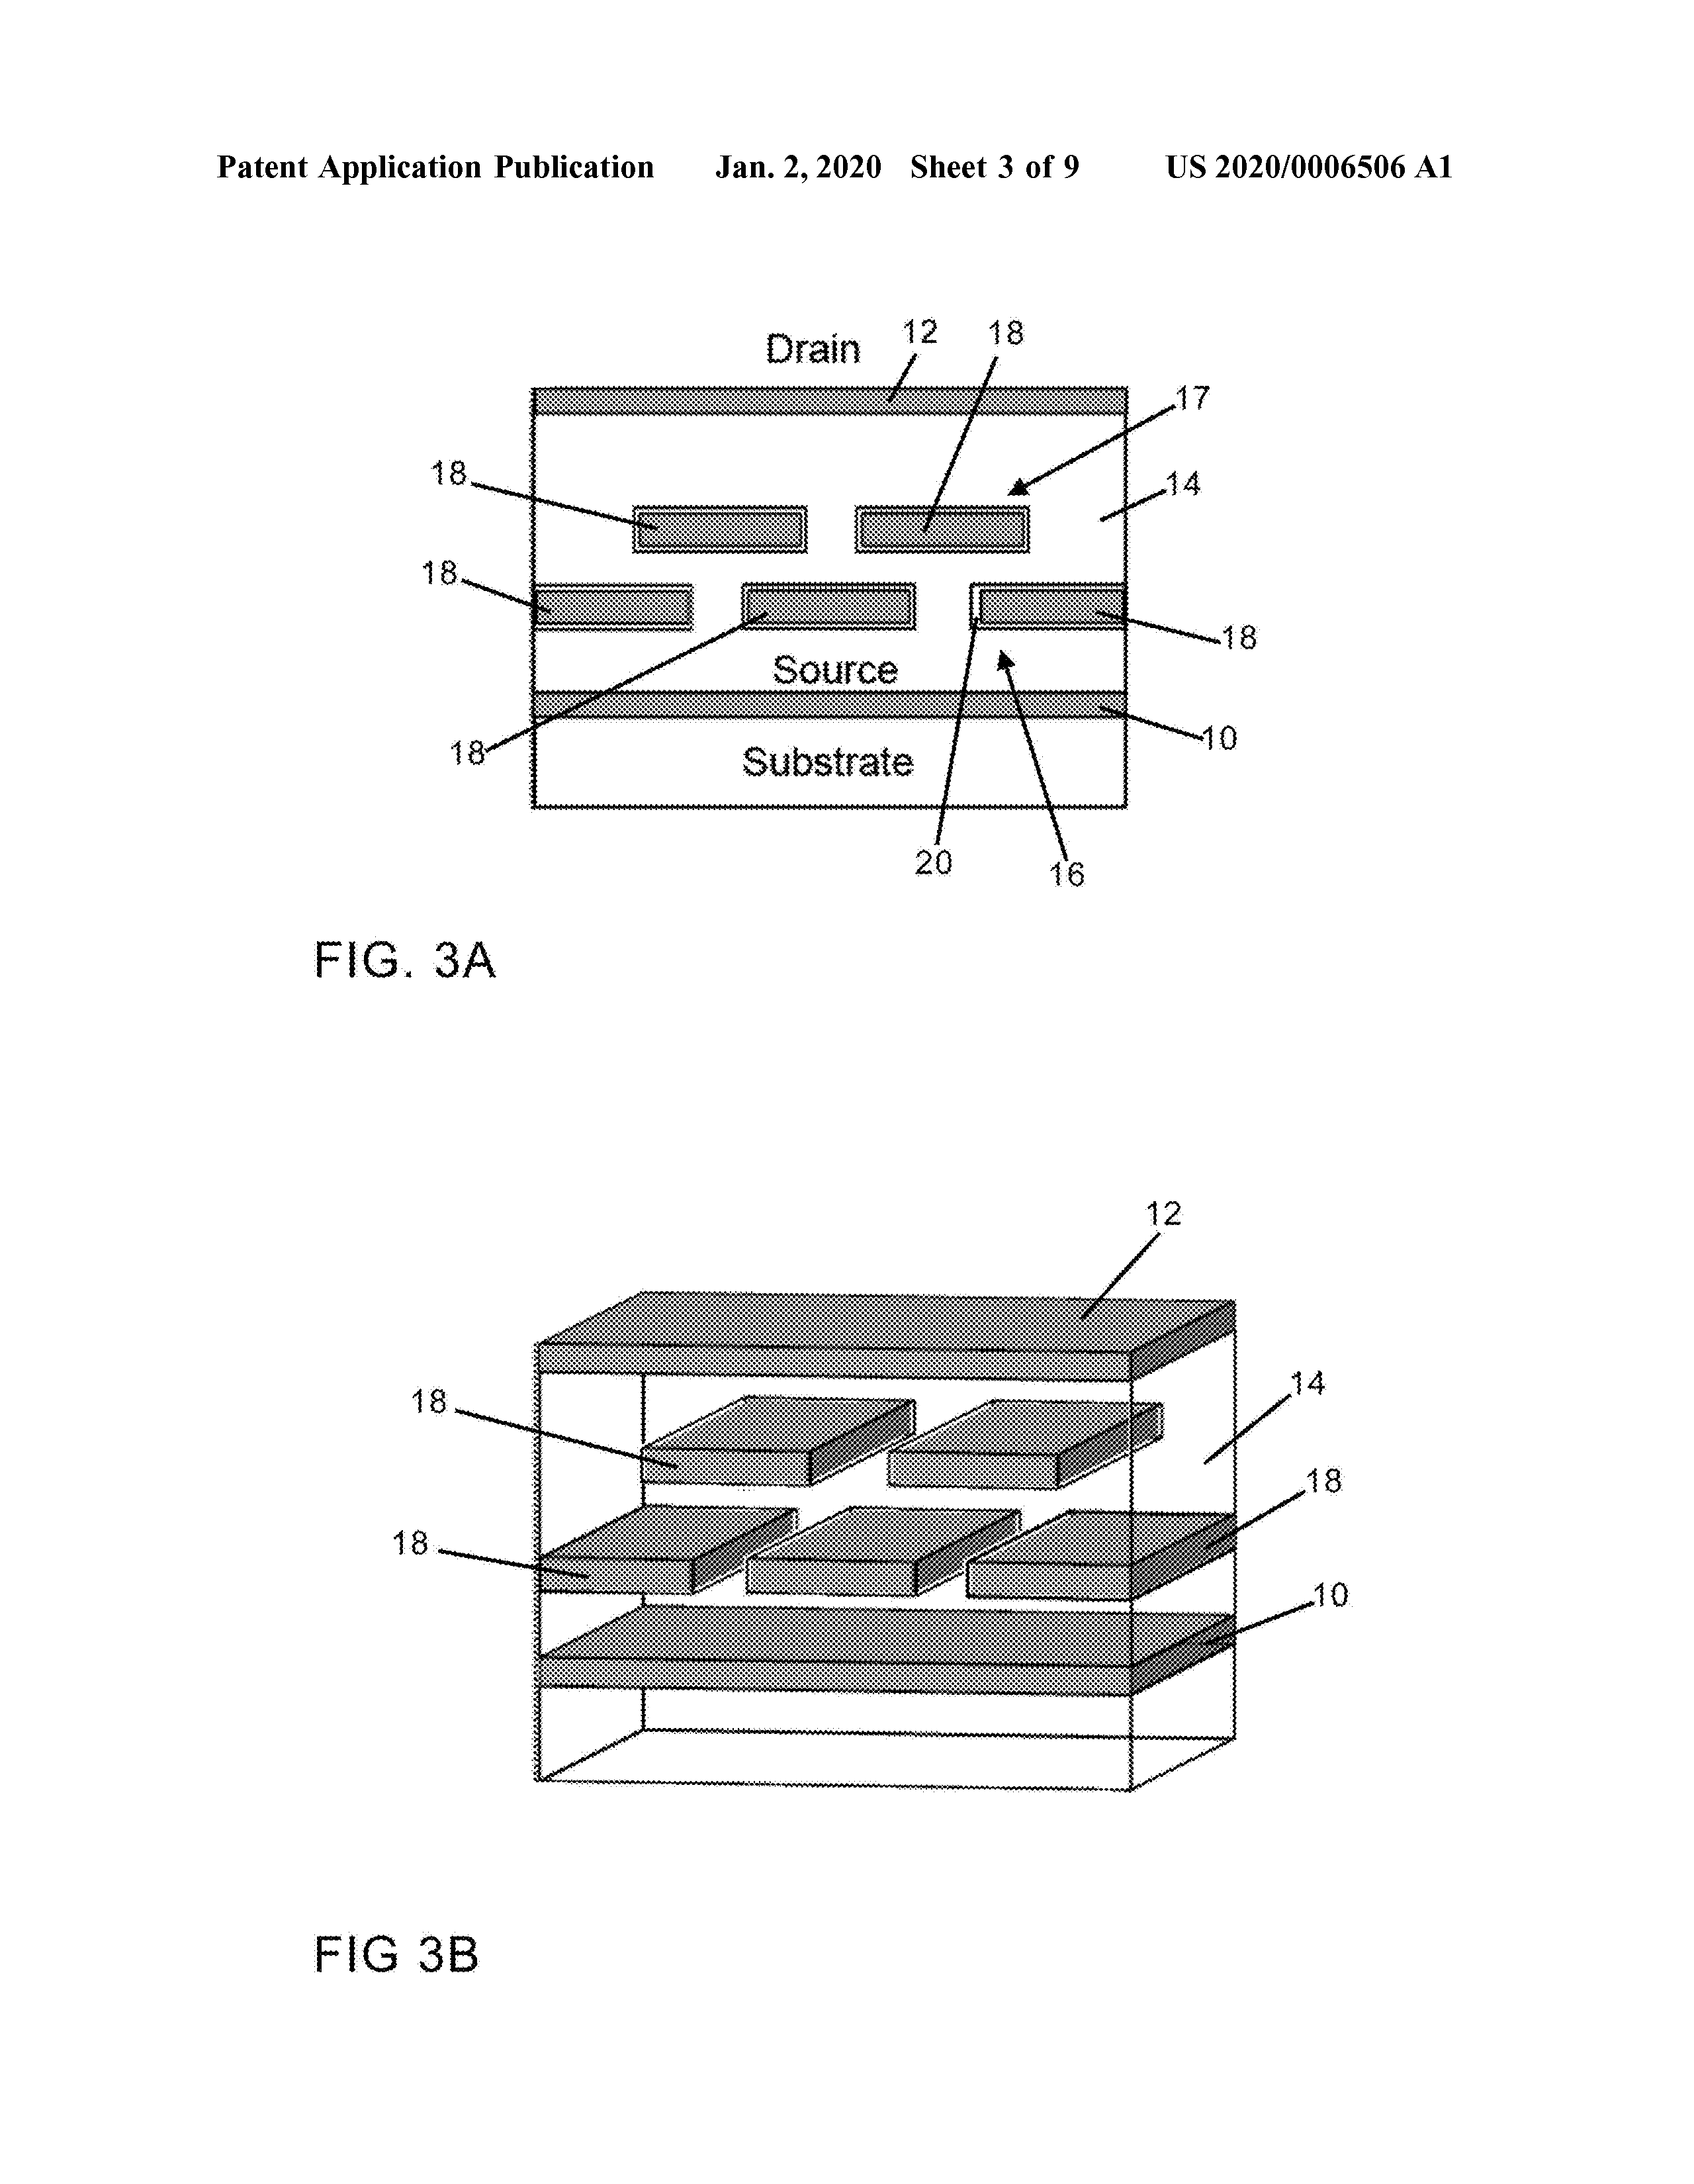 Patent Application Publication Jan. 2, 2020 Sheet 3 of 9 US 2020/0006506 A1
Drain
12
18
17
18
14
18
18
Source
18
10
Substrate
20
16
FIG. 3A
12
14
18
18
18
10
FIG 3B